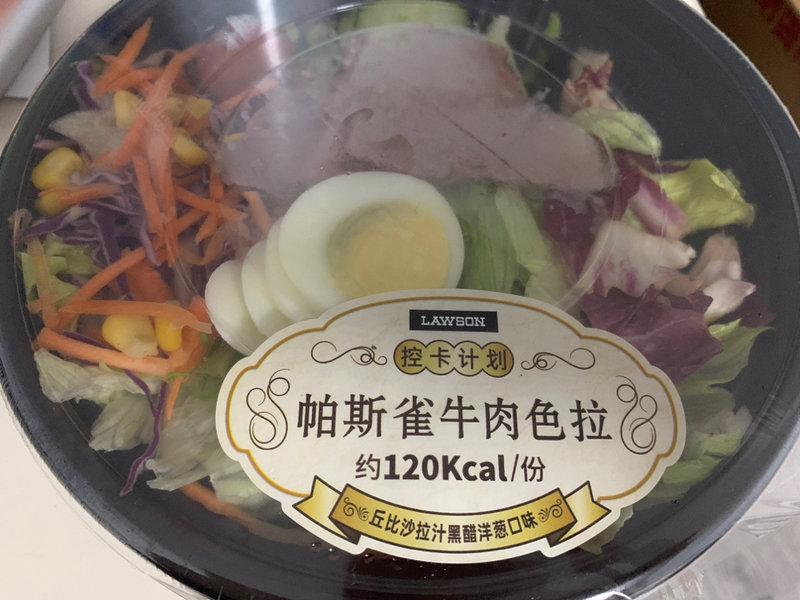 LAWSON
控卡计划
帕斯雀牛肉色拉
约120Kcal/份
丘比沙拉汁黑醋洋葱口味